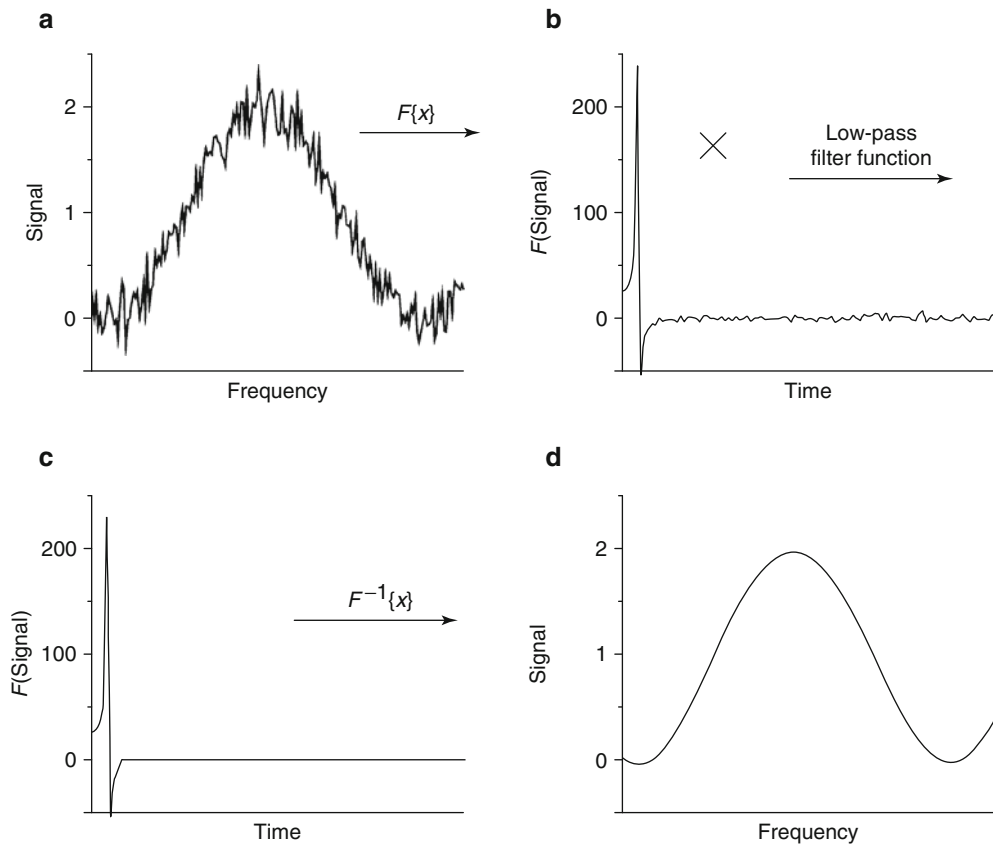 a
2
1
0
Signal
Frequency
F{x}
b
200
100
0
F(Signal)
Time
Low-pass
filter function
c
200
100
0
F(Signal)
Time
F⁻¹{x}
d
2
1
0
Signal
Frequency